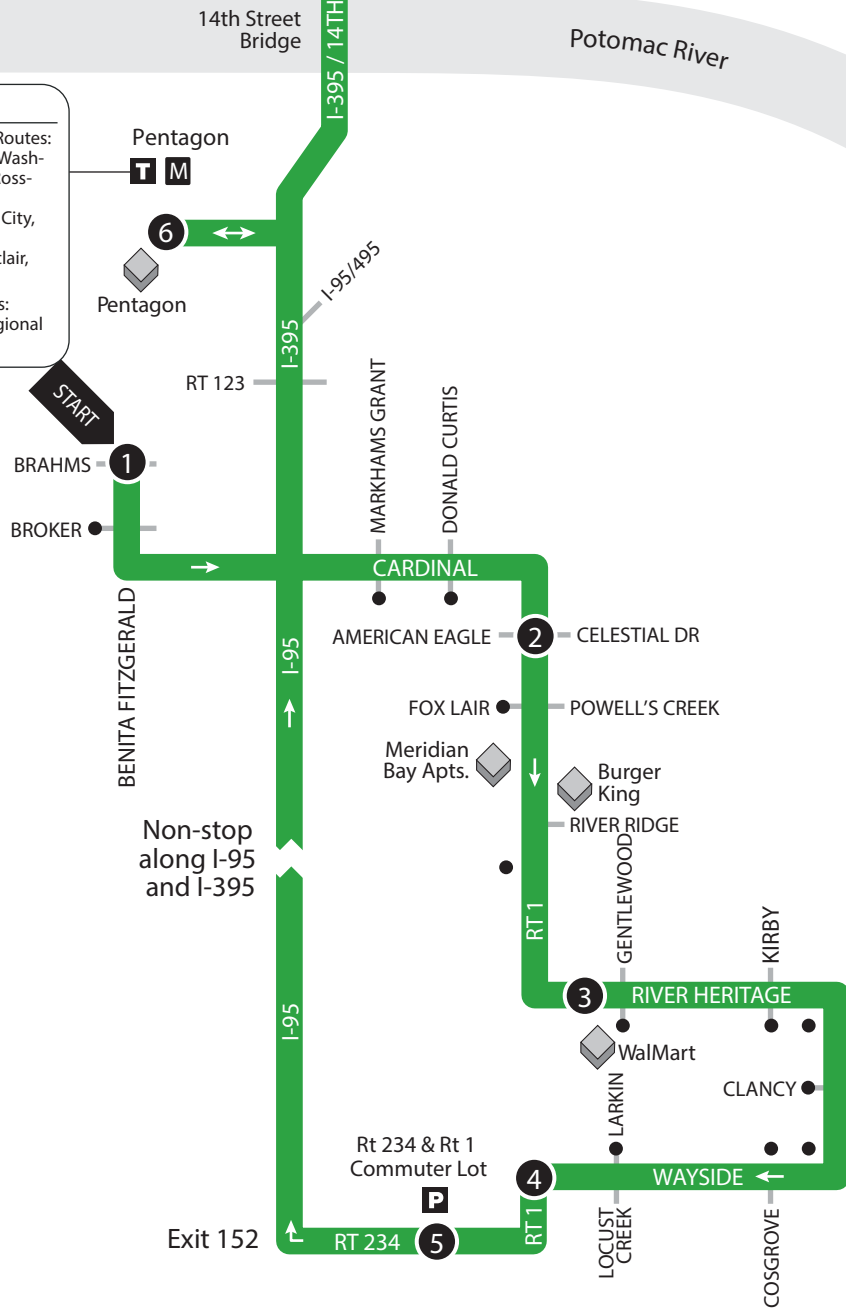 14th Street
Bridge
I-395 / 14TH
Potomac River
Routes:
Wash-
oss-
City,
lair,
s:
gional
Pentagon
T M
6
Pentagon
I-95/495
I-395
RT 123
START
BRAHMS
1
BROKER
MARKHAMS GRANT
DONALD CURTIS
CARDINAL
BENITA FITZGERALD
I-95
AMERICAN EAGLE
2
CELESTIAL DR
FOX LAIR
POWELL'S CREEK
Meridian
Bay Apts.
Burger
King
RIVER RIDGE
Non-stop
along I-95
and I-395
RT 1
GENTLEWOOD
KIRBY
3
RIVER HERITAGE
I-95
WalMart
CLANCY
LARKIN
Rt 234 & Rt 1
Commuter Lot
P
4
WAYSIDE
RT 1
LOCUST
CREEK
COSGROVE
Exit 152
RT 234
5